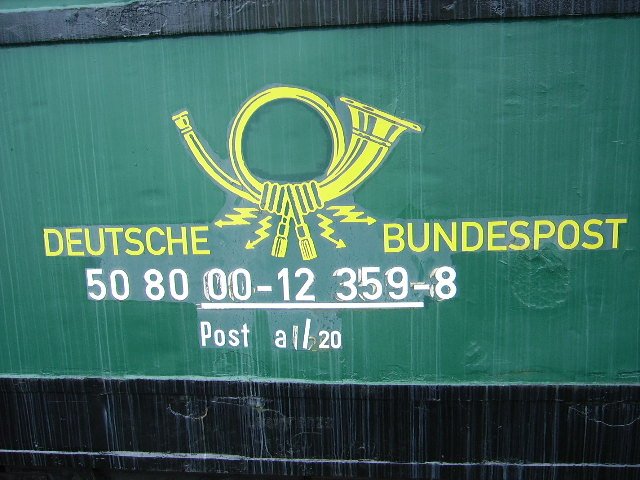 DEUTSCHE BUNDESPOST
50 80 00-12 359-8
Post a/20